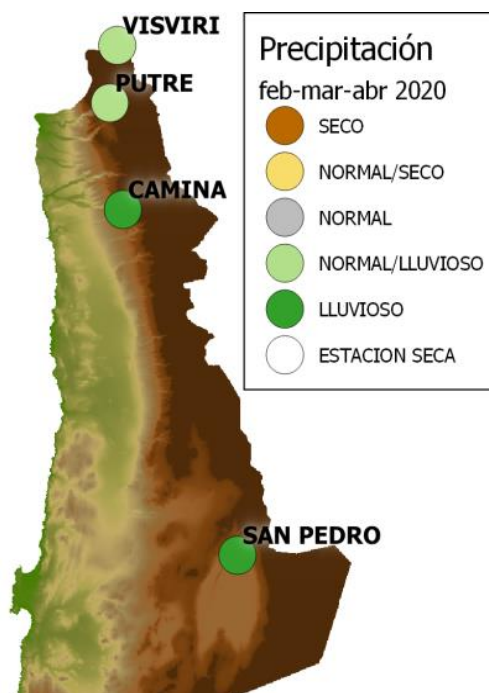 VISVIRI
PUTRE
CAMINA
SAN PEDRO
Precipitación
feb-mar-abr 2020
SECO
NORMAL/SECO
NORMAL
NORMAL/LLUVIOSO
LLUVIOSO
ESTACION SECA